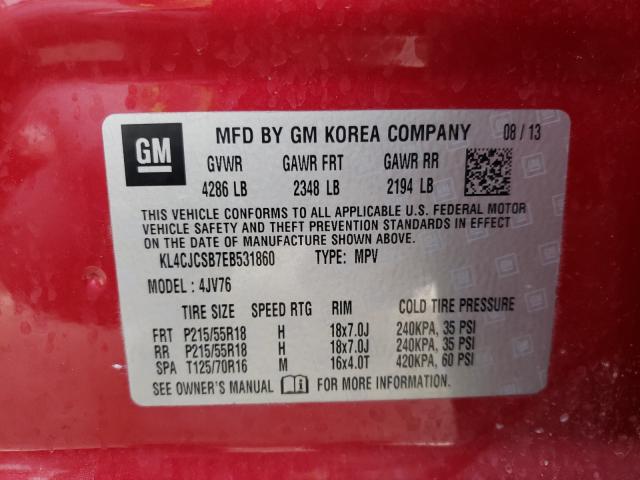 GM MFD BY GM KOREA COMPANY 08/13
GVWR GAWR FRT GAWR RR
4286 LB 2348 LB 2194 LB
THIS VEHICLE CONFORMS TO ALL APPLICABLE U.S. FEDERAL MOTOR
VEHICLE SAFETY AND THEFT PREVENTION STANDARDS IN EFFECT
ON THE DATE OF MANUFACTURE SHOWN ABOVE.
KL4CJCSB7EB531860 TYPE: MPV
MODEL : 4JV76
TIRE SIZE SPEED RTG RIM COLD TIRE PRESSURE
FRT P215/55R18 H 18x7.0J 240KPA, 35 PSI
RR P215/55R18 H 18x7.0J 240KPA, 35 PSI
SPA T125/70R16 M 16x4.0T 420KPA, 60 PSI
SEE OWNER'S MANUAL FOR MORE INFORMATION.